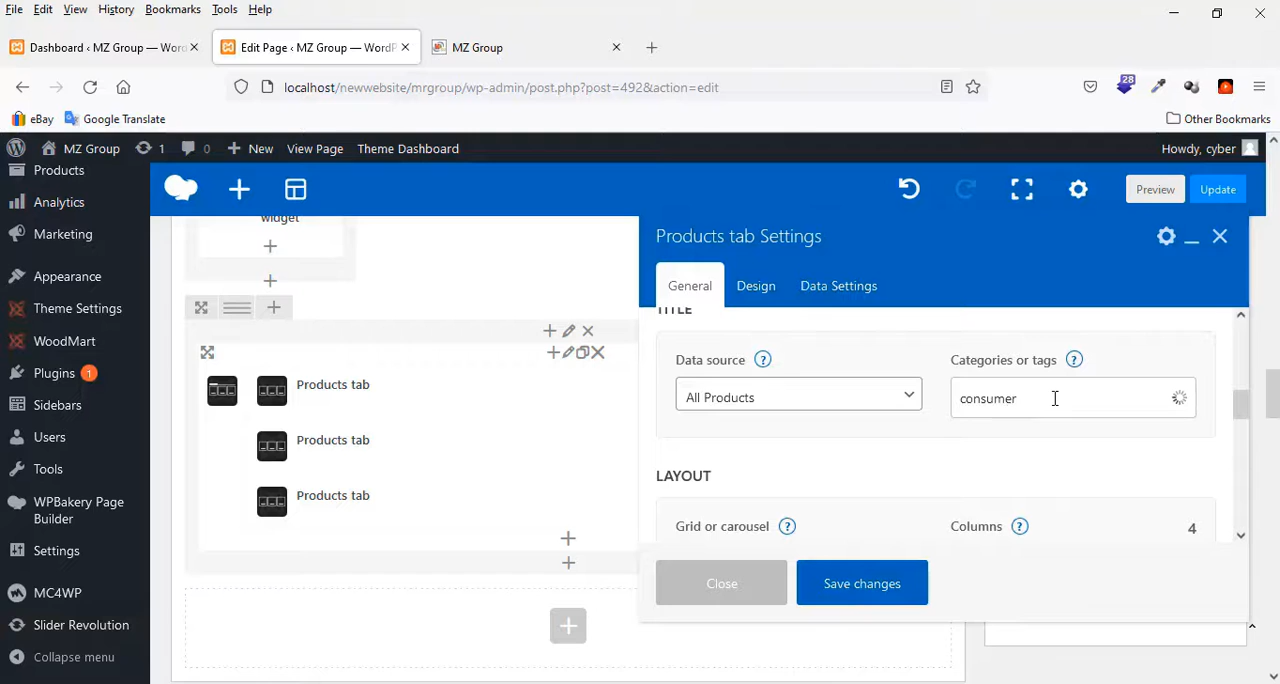 File Edit View History Bookmarks Tools Help
Dashboard ‹ MZ Group — Wor
Edit Page ‹ MZ Group — WordP
MZ Group
localhost/newwebsite/mrgroup/wp-admin/post.php?post=492&action=edit
28
eBay Google Translate Other Bookmarks
MZ Group 1 0 New View Page Theme Dashboard Howdy, cyber
Products
Analytics
Marketing
Appearance
Theme Settings
WoodMart
Plugins 1
Sidebars
Users
Tools
WPBakery Page
Builder
Settings
MC4WP
Slider Revolution
Collapse menu
Preview Update
widget
Products tab
Products tab
Products tab
Products tab Settings
General Design Data Settings
TITLE
Data source ? Categories or tags ?
All Products consumer
LAYOUT
Grid or carousel ? Columns ? 4
Close Save changes